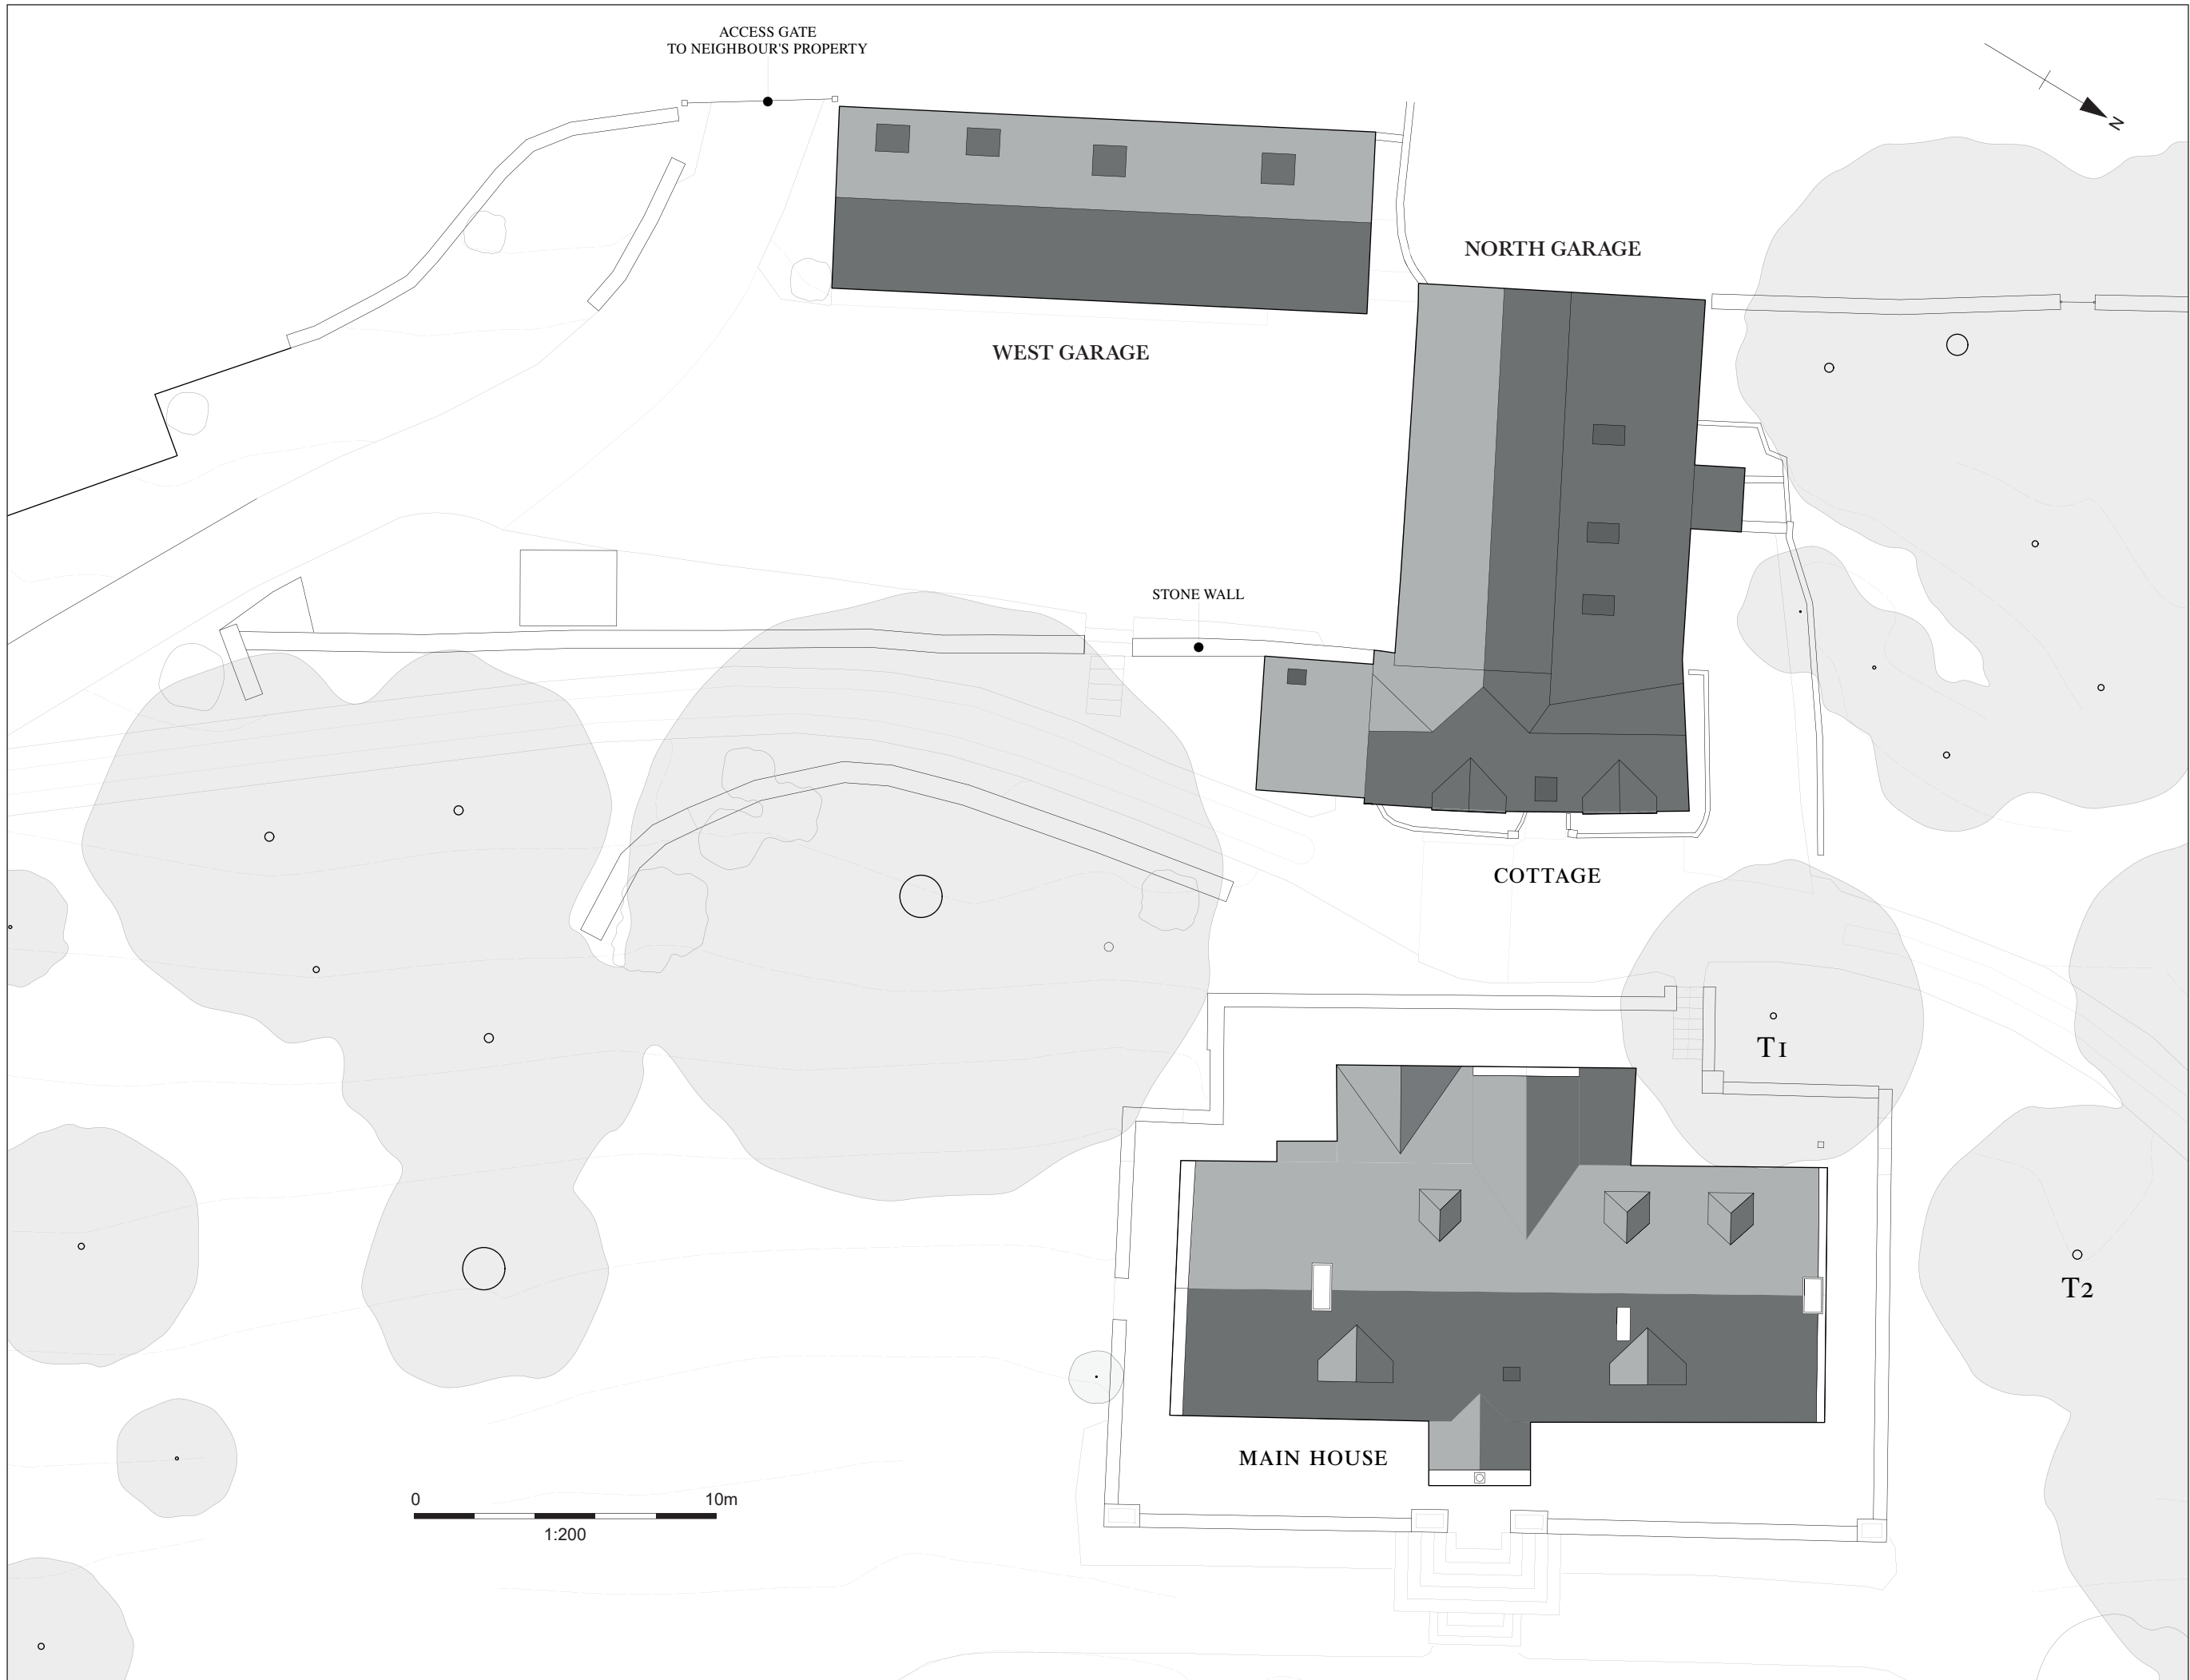 ACCESS GATE
TO NEIGHBOUR'S PROPERTY
N
NORTH GARAGE
WEST GARAGE
STONE WALL
COTTAGE
T1
T2
MAIN HOUSE
0 10m
1:200